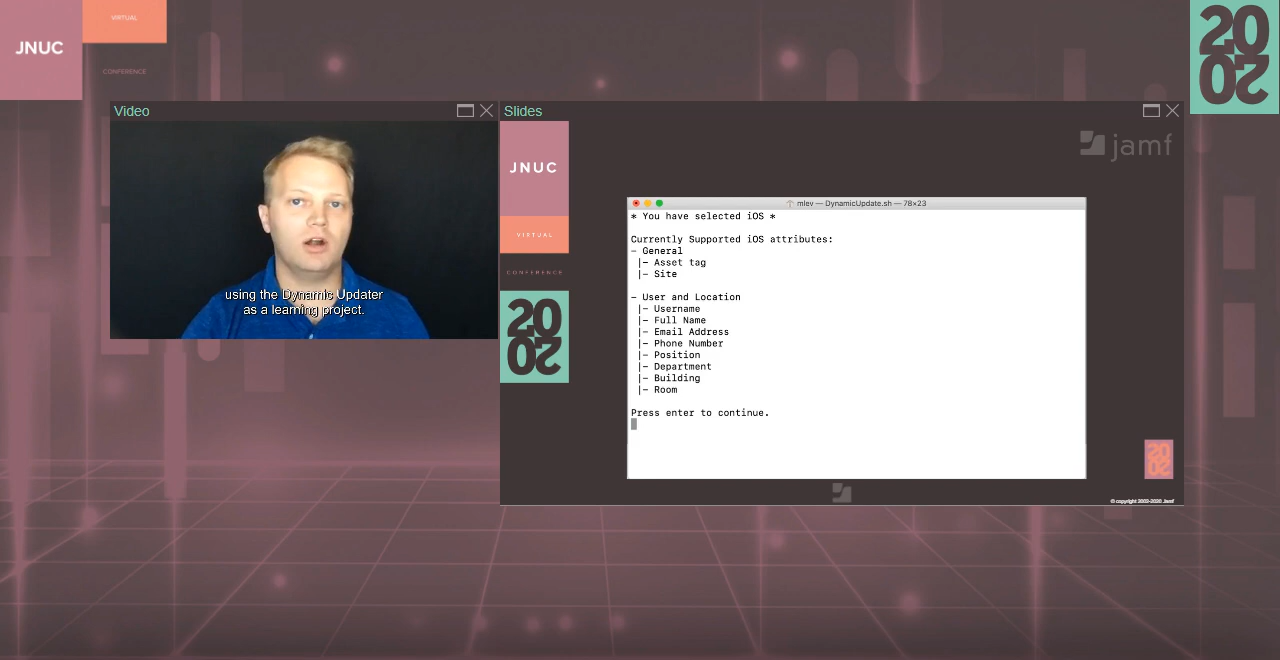 JNUC
VIRTUAL
CONFERENCE
2020
Video
using the Dynamic Updater
as a learning project.
Slides
JNUC
VIRTUAL
CONFERENCE
2020
jamf
mlev — DynamicUpdate.sh — 78×23
* You have selected iOS *
Currently Supported iOS attributes:
- General
|- Asset tag
|- Site
- User and Location
|- Username
|- Full Name
|- Email Address
|- Phone Number
|- Position
|- Department
|- Building
|- Room
Press enter to continue.
2020
© copyright 2002-2020 Jamf